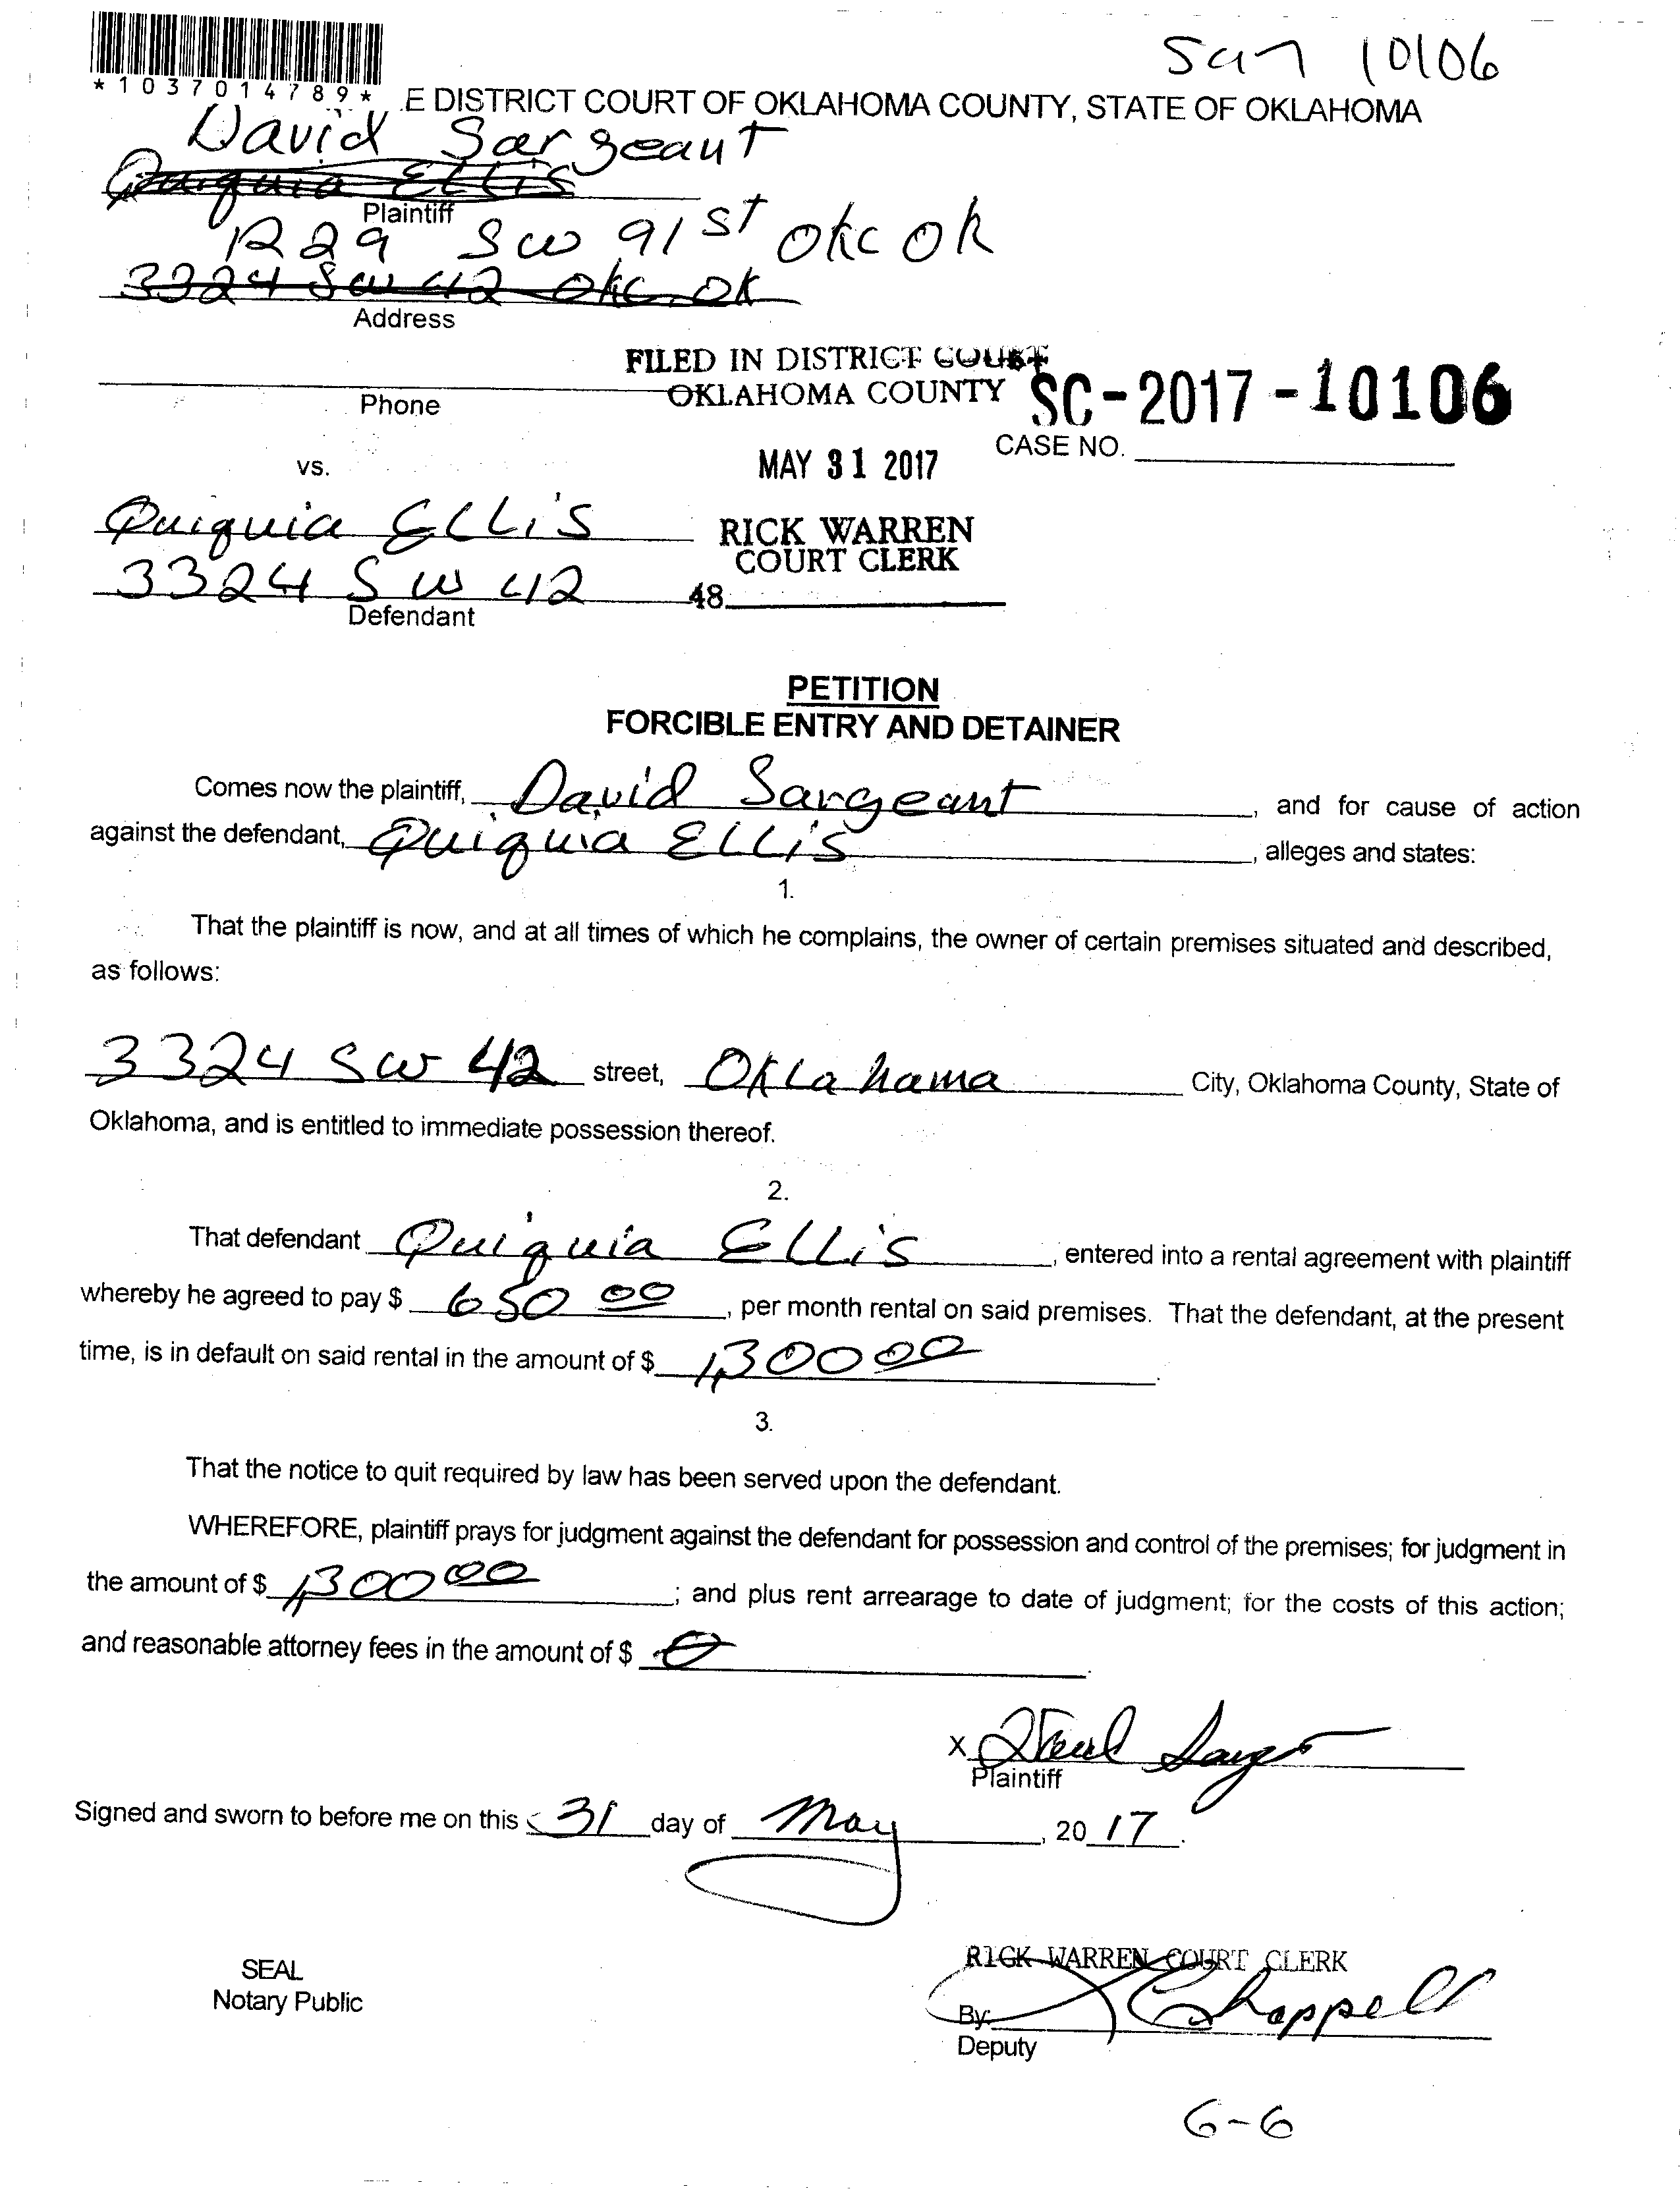 Sc17 10106
*1037014789*
.E DISTRICT COURT OF OKLAHOMA COUNTY, STATE OF OKLAHOMA
David Sargeant
Quiquia Ellis
Plaintiff
1229 SW 91st OKC OK
3324 SW 42 OKC OK
Address
FILED IN DISTRICT COURT
OKLAHOMA COUNTY
SC-2017-10106
Phone
CASE NO.
vs.
MAY 31 2017
Quiquia ELLiS
RICK WARREN
COURT CLERK
3324 SW 42
48
Defendant
PETITION
FORCIBLE ENTRY AND DETAINER
Comes now the plaintiff, David Sargeant, and for cause of action
against the defendant, Quiquia ELLiS, alleges and states:
1.
That the plaintiff is now, and at all times of which he complains, the owner of certain premises situated and described,
as follows:
3324 SW 42 street, OKLahama City, Oklahoma County, State of
Oklahoma, and is entitled to immediate possession thereof.
2.
That defendant Quiquia ELLiS, entered into a rental agreement with plaintiff
whereby he agreed to pay $ 650 00, per month rental on said premises. That the defendant, at the present
time, is in default on said rental in the amount of $ 1,300 00.
3.
That the notice to quit required by law has been served upon the defendant.
WHEREFORE, plaintiff prays for judgment against the defendant for possession and control of the premises; for judgment in
the amount of $ 1,300 00; and plus rent arrearage to date of judgment; for the costs of this action;
and reasonable attorney fees in the amount of $ 0.
X
Plaintiff
Signed and sworn to before me on this 31 day of May, 20 17.
RICK WARREN COURT CLERK
SEAL
Notary Public
By: Chappell
Deputy
6-6